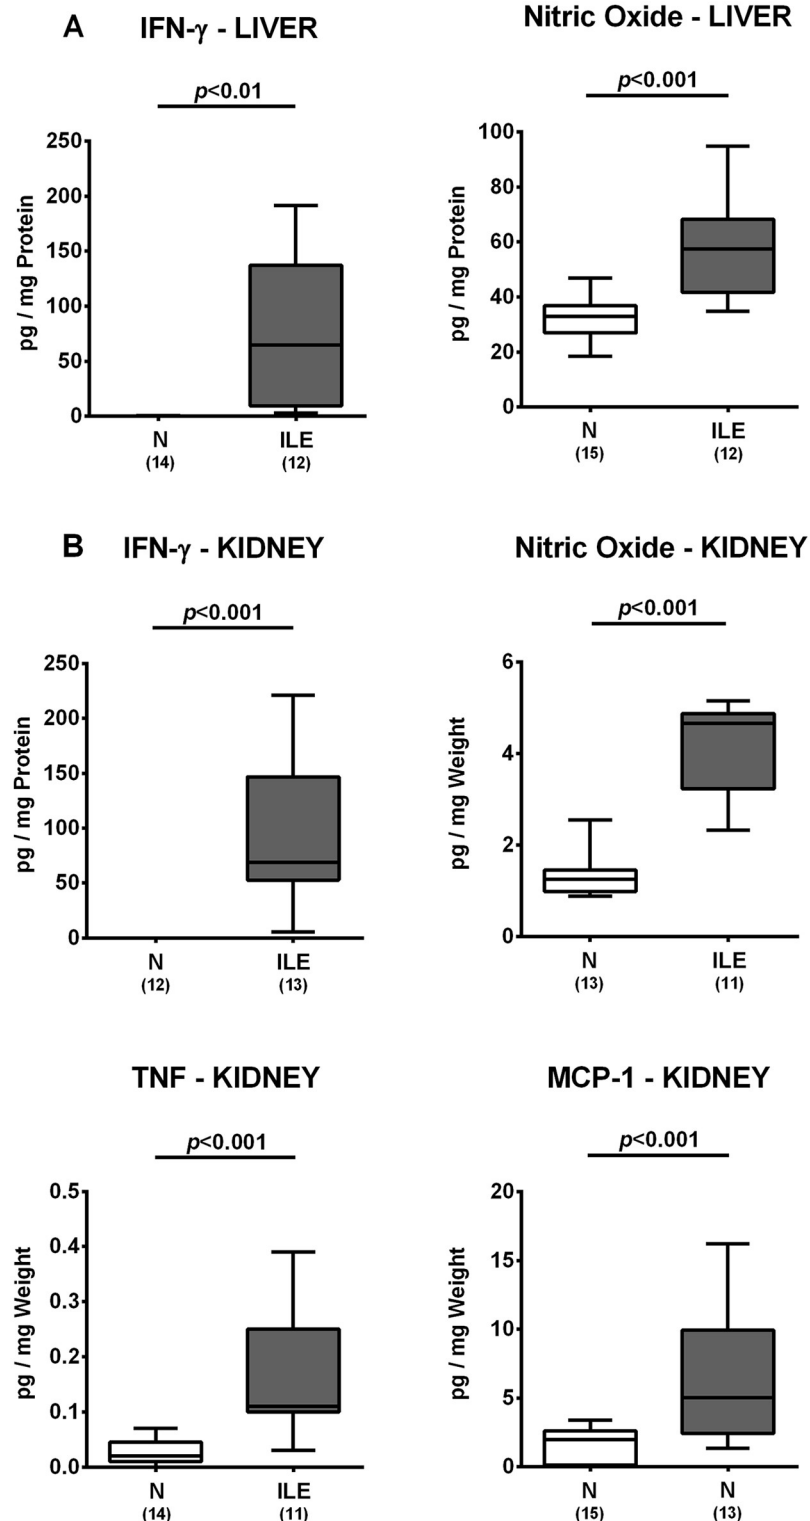 A
IFN-γ - LIVER
p<0.01
250
200
150
100
50
0
pg / mg Protein
N
ILE
(14)
(12)
Nitric Oxide - LIVER
p<0.001
100
80
60
40
20
0
pg / mg Protein
N
ILE
(15)
(12)
B
IFN-γ - KIDNEY
p<0.001
250
200
150
100
50
0
pg / mg Protein
N
ILE
(12)
(13)
Nitric Oxide - KIDNEY
p<0.001
6
4
2
0
pg / mg Weight
N
ILE
(13)
(11)
TNF - KIDNEY
p<0.001
0.5
0.4
0.3
0.2
0.1
0.0
pg / mg Weight
N
ILE
(14)
(11)
MCP-1 - KIDNEY
p<0.001
20
15
10
5
0
pg / mg Weight
N
N
(15)
(13)